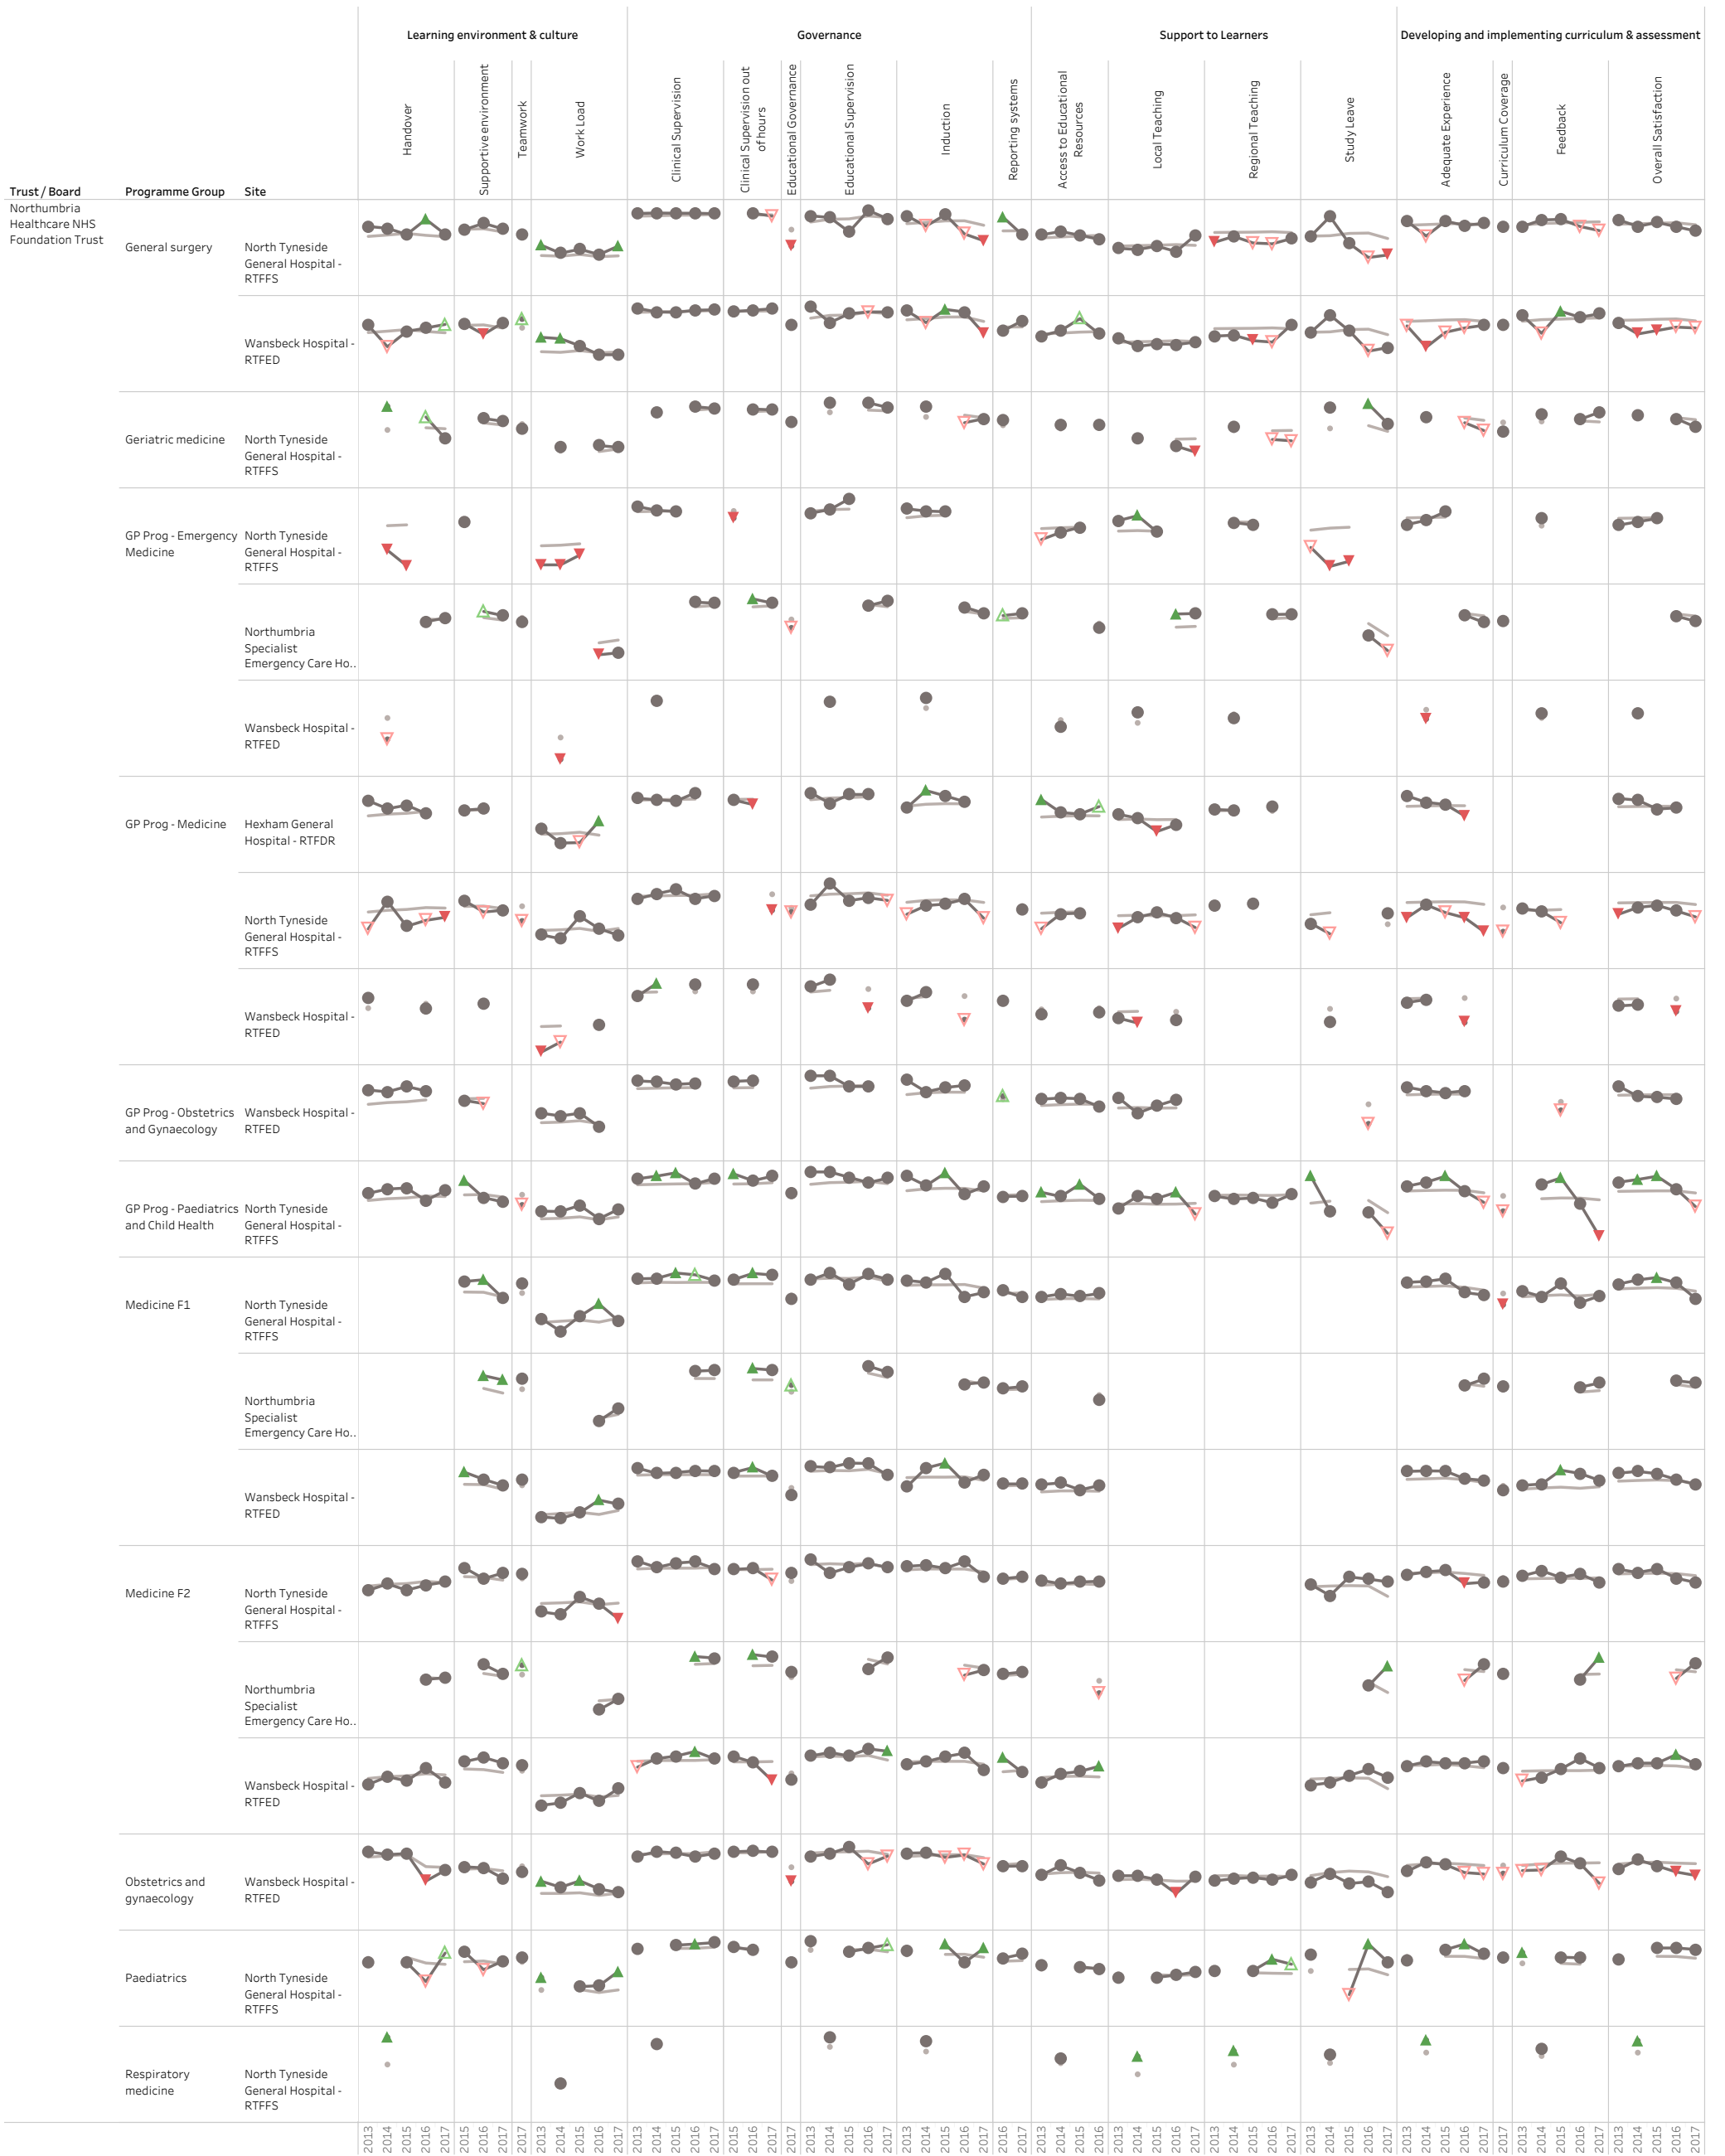 Learning environment & culture
Governance
Support to Learners
Developing and implementing curriculum & assessment
Handover
Supportive environment
Teamwork
Work Load
Clinical Supervision
Clinical Supervision out
of hours
Educational Governance
Educational Supervision
Induction
Reporting systems
Access to Educational
Resources
Local Teaching
Regional Teaching
Study Leave
Adequate Experience
Curriculum Coverage
Feedback
Overall Satisfaction
Trust / Board
Programme Group
Site
Northumbria
Healthcare NHS
Foundation Trust
General surgery
North Tyneside
General Hospital -
RTFFS
Wansbeck Hospital -
RTFED
Geriatric medicine
North Tyneside
General Hospital -
RTFFS
GP Prog - Emergency
Medicine
North Tyneside
General Hospital -
RTFFS
Northumbria
Specialist
Emergency Care Ho..
Wansbeck Hospital -
RTFED
GP Prog - Medicine
Hexham General
Hospital - RTFDR
North Tyneside
General Hospital -
RTFFS
Wansbeck Hospital -
RTFED
GP Prog - Obstetrics
and Gynaecology
Wansbeck Hospital -
RTFED
GP Prog - Paediatrics
and Child Health
North Tyneside
General Hospital -
RTFFS
Medicine F1
North Tyneside
General Hospital -
RTFFS
Northumbria
Specialist
Emergency Care Ho..
Wansbeck Hospital -
RTFED
Medicine F2
North Tyneside
General Hospital -
RTFFS
Northumbria
Specialist
Emergency Care Ho..
Wansbeck Hospital -
RTFED
Obstetrics and
gynaecology
Wansbeck Hospital -
RTFED
Paediatrics
North Tyneside
General Hospital -
RTFFS
Respiratory
medicine
North Tyneside
General Hospital -
RTFFS
2013
2014
2015
2016
2017
2015
2016
2017
2017
2013
2014
2015
2016
2017
2013
2014
2015
2016
2017
2015
2016
2017
2017
2013
2014
2015
2016
2017
2013
2014
2015
2016
2017
2016
2017
2013
2014
2015
2016
2013
2014
2015
2016
2017
2013
2014
2015
2016
2017
2013
2014
2015
2016
2017
2013
2014
2015
2016
2017
2017
2013
2014
2015
2016
2017
2013
2014
2015
2016
2017